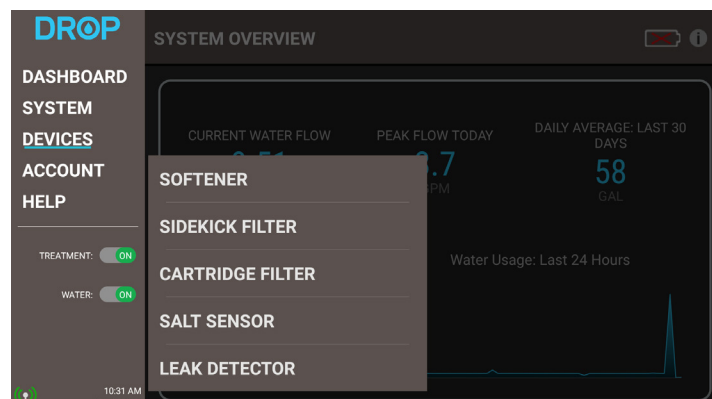 DROP
DASHBOARD
SYSTEM
DEVICES
ACCOUNT
HELP
TREATMENT: ON
WATER: ON
10:31 AM
SYSTEM OVERVIEW
CURRENT WATER FLOW
PEAK FLOW TODAY
.7
GPM
DAILY AVERAGE: LAST 30
DAYS
58
GAL
Water Usage: Last 24 Hours
SOFTENER
SIDEKICK FILTER
CARTRIDGE FILTER
SALT SENSOR
LEAK DETECTOR